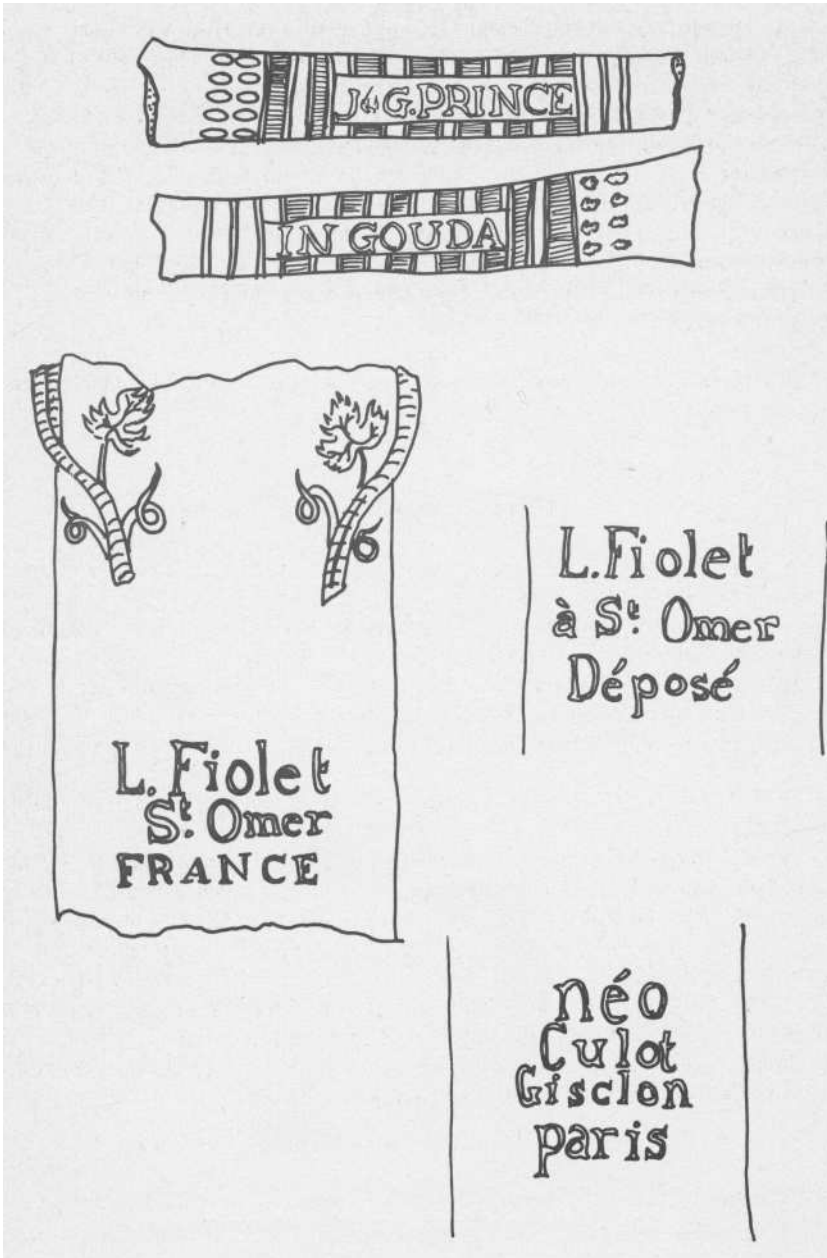 J&G.PRINCE
IN GOUDA
L. Fiolet
St. Omer
FRANCE
L. Fiolet
à St. Omer
Déposé
néo
Culot
Gisclon
paris